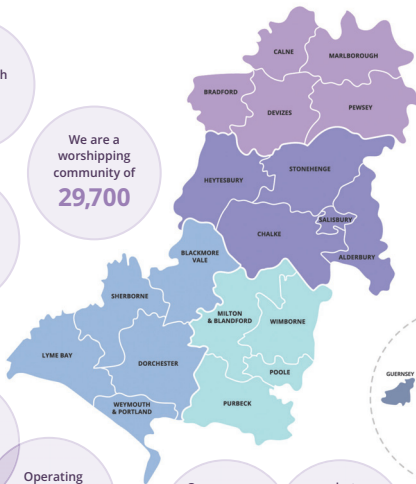 CALNE
MARLBOROUGH
BRADFORD
DEVIZES
PEWSEY
We are a
worshipping
community of
29,700
HEYTESBURY
STONEHENGE
SALISBURY
CHALKE
ALDERBURY
BLACKMORE
VALE
SHERBORNE
MILTON
& BLANDFORD
WIMBORNE
LYME BAY
DORCHESTER
POOLE
GUERNSEY
WEYMOUTH
& PORTLAND
PURBECK
Operating